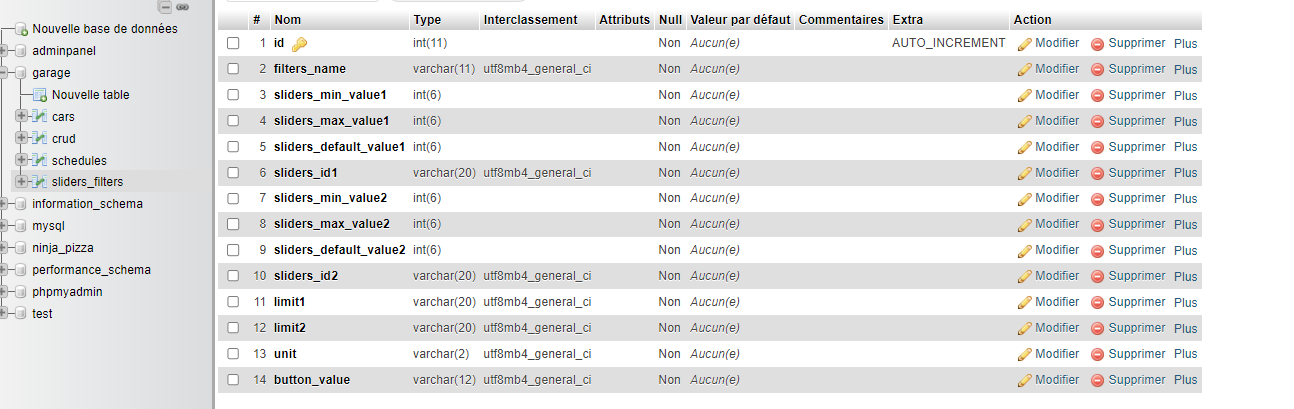 # Nom Type Interclassement Attributs Null Valeur par défaut Commentaires Extra Action
Nouvelle base de données
adminpanel
garage
Nouvelle table
cars
crud
schedules
sliders_filters
information_schema
mysql
ninja_pizza
performance_schema
phpmyadmin
test
1 id int(11) Non Aucun(e) AUTO_INCREMENT Modifier Supprimer Plus
2 filters_name varchar(11) utf8mb4_general_ci Non Aucun(e) Modifier Supprimer Plus
3 sliders_min_value1 int(6) Non Aucun(e) Modifier Supprimer Plus
4 sliders_max_value1 int(6) Non Aucun(e) Modifier Supprimer Plus
5 sliders_default_value1 int(6) Non Aucun(e) Modifier Supprimer Plus
6 sliders_id1 varchar(20) utf8mb4_general_ci Non Aucun(e) Modifier Supprimer Plus
7 sliders_min_value2 int(6) Non Aucun(e) Modifier Supprimer Plus
8 sliders_max_value2 int(6) Non Aucun(e) Modifier Supprimer Plus
9 sliders_default_value2 int(6) Non Aucun(e) Modifier Supprimer Plus
10 sliders_id2 varchar(20) utf8mb4_general_ci Non Aucun(e) Modifier Supprimer Plus
11 limit1 varchar(20) utf8mb4_general_ci Non Aucun(e) Modifier Supprimer Plus
12 limit2 varchar(20) utf8mb4_general_ci Non Aucun(e) Modifier Supprimer Plus
13 unit varchar(2) utf8mb4_general_ci Non Aucun(e) Modifier Supprimer Plus
14 button_value varchar(12) utf8mb4_general_ci Non Aucun(e) Modifier Supprimer Plus